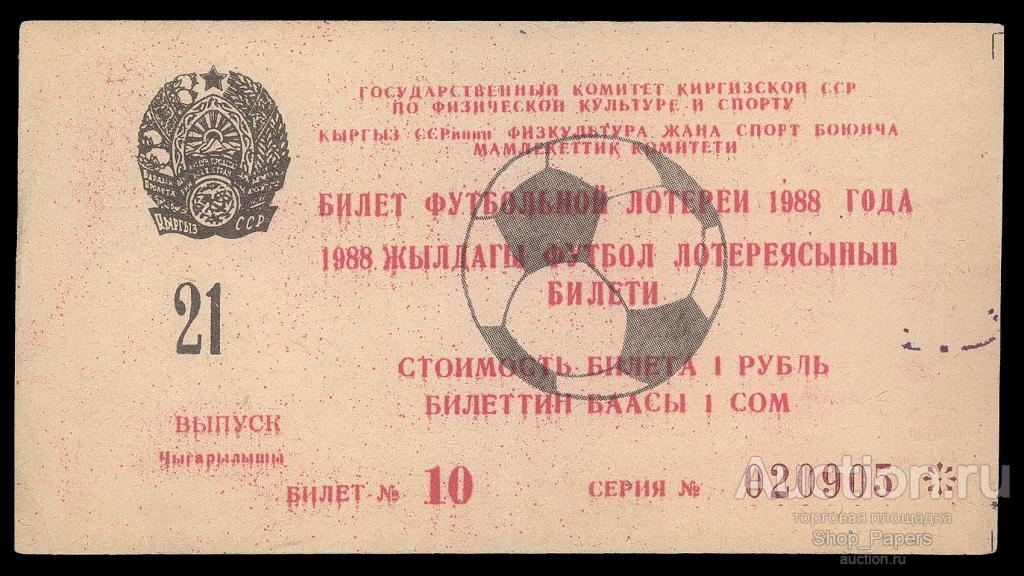 ГОСУДАРСТВЕННЫЙ КОМИТЕТ КИРГИЗСКОЙ ССР
ПО ФИЗИЧЕСКОЙ КУЛЬТУРЕ И СПОРТУ
КЫРГЫЗ ССРинин ФИЗКУЛЬТУРА ЖАНА СПОРТ БОЮНЧА
МАМЛЕКЕТТИК КОМИТЕТИ
БИЛЕТ ФУТБОЛЬНОЙ ЛОТЕРЕИ 1988 ГОДА
1988 ЖЫЛДАГЫ ФУТБОЛ ЛОТЕРЕЯСЫНЫН
БИЛЕТИ
КЫРГЫЗ ССР
21
СТОИМОСТЬ БИЛЕТА 1 РУБЛЬ
БИЛЕТТИН БААСЫ 1 СОМ
ВЫПУСК
Чыгарылышы
БИЛЕТ № 10
СЕРИЯ № 020905
Auction.ru
торговая площадка
Shop_Papers
auction.ru